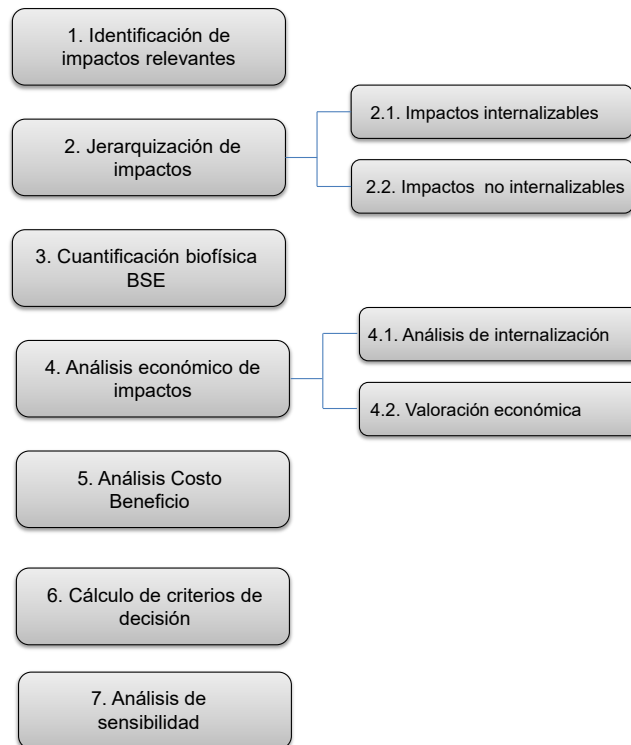 1. Identificación de
impactos relevantes
2. Jerarquización de
impactos
2.1. Impactos internalizables
2.2. Impactos no internalizables
3. Cuantificación biofísica
BSE
4. Análisis económico de
impactos
4.1. Análisis de internalización
4.2. Valoración económica
5. Análisis Costo
Beneficio
6. Cálculo de criterios de
decisión
7. Análisis de
sensibilidad